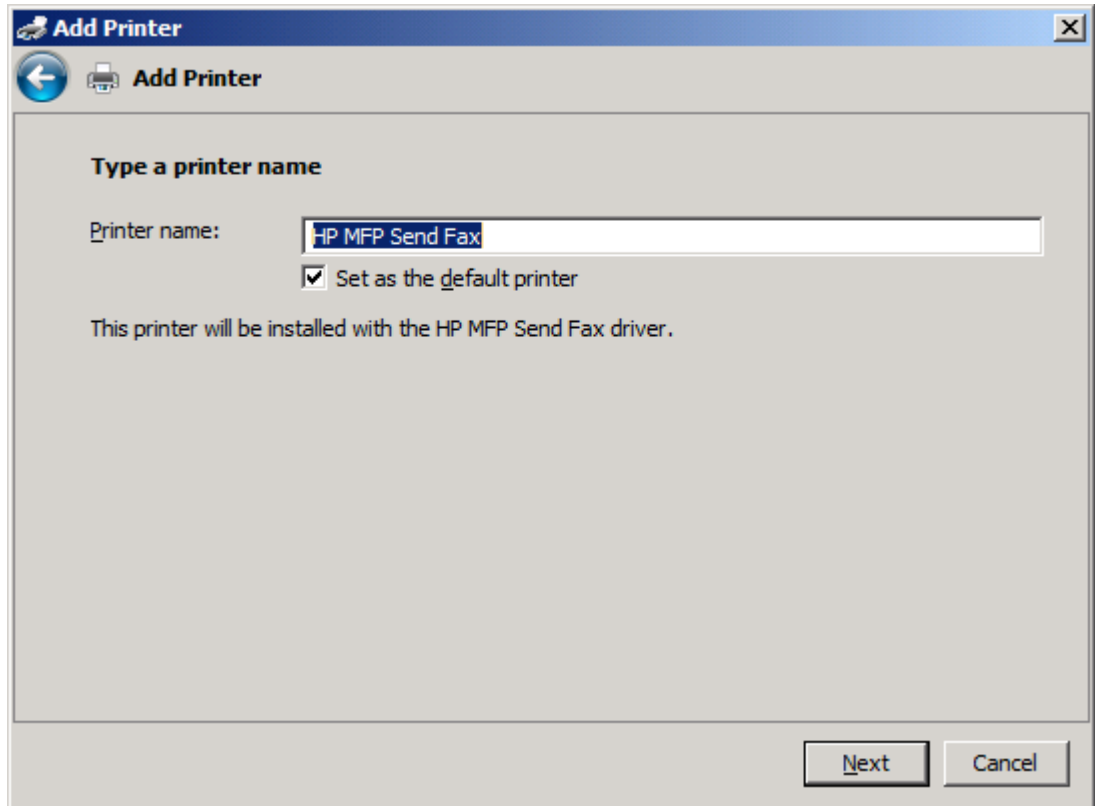 Add Printer
Add Printer
Type a printer name
Printer name: HP MFP Send Fax
Set as the default printer
This printer will be installed with the HP MFP Send Fax driver.
Next Cancel